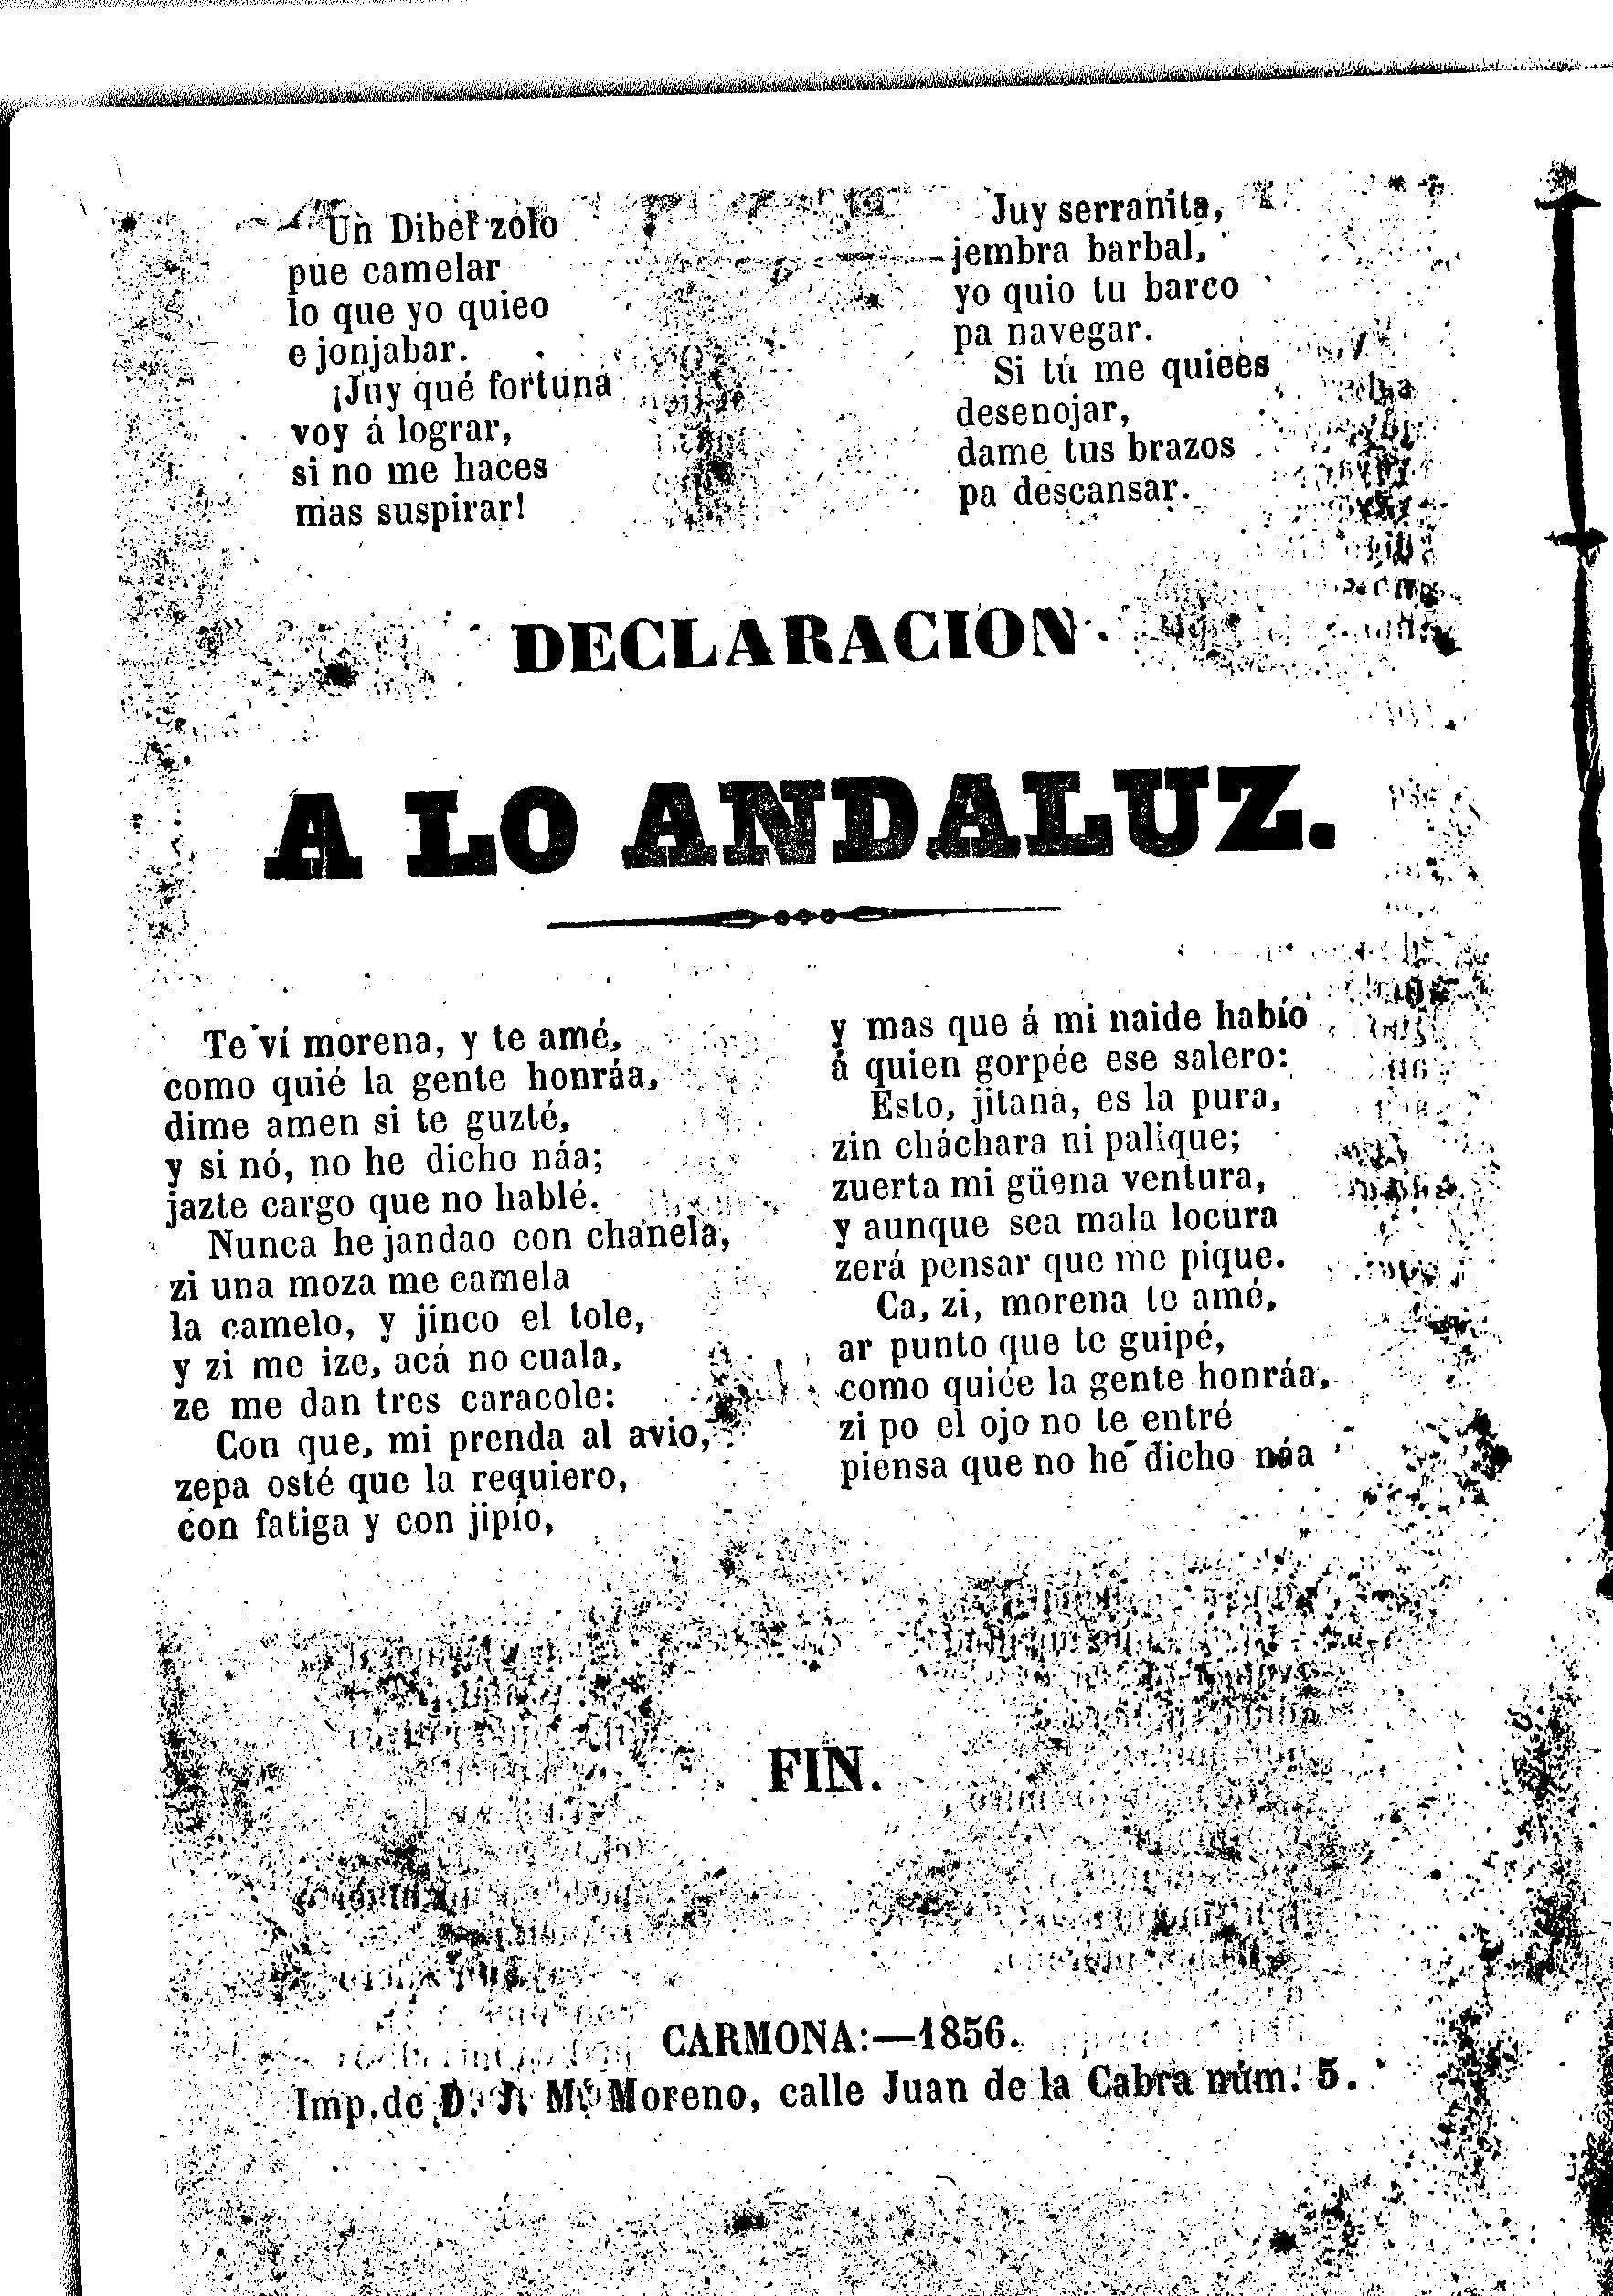 Un Dibel zolo
pue camelar
lo que yo quieo
e jonjabar.
¡Juy qué fortuna
voy á lograr,
si no me haces
mas suspirar!
Juy serranita,
jembra barbal,
yo quio tu barco
pa navegar.
Si tú me quiees
desenojar,
dame tus brazos
pa descansar.
DECLARACION
A LO ANDALUZ.
Te ví morena, y te amé,
como quié la gente honráa,
dime amen si te guzté,
y si nó, no he dicho náa;
jazte cargo que no hablé.
Nunca he jandao con chanela,
zi una moza me camela
la camelo, y jinco el tole,
y zi me ize, acá no cuala,
ze me dan tres caracole:
Con que, mi prenda al avio,
zepa osté que la requiero,
con fatiga y con jipío,
y mas que á mi naide habío
á quien gorpée ese salero:
Esto, jitana, es la pura,
zin cháchara ni palique;
zuerta mi güena ventura,
y aunque sea mala locura
zerá pensar que me pique.
Ca, zi, morena te amé,
ar punto que te guipé,
como quiée la gente honráa,
zi po el ojo no te entré
piensa que no he dicho náa
FIN.
CARMONA:—1856.
Imp. de D. J. M. Moreno, calle Juan de la Cabra núm. 5.